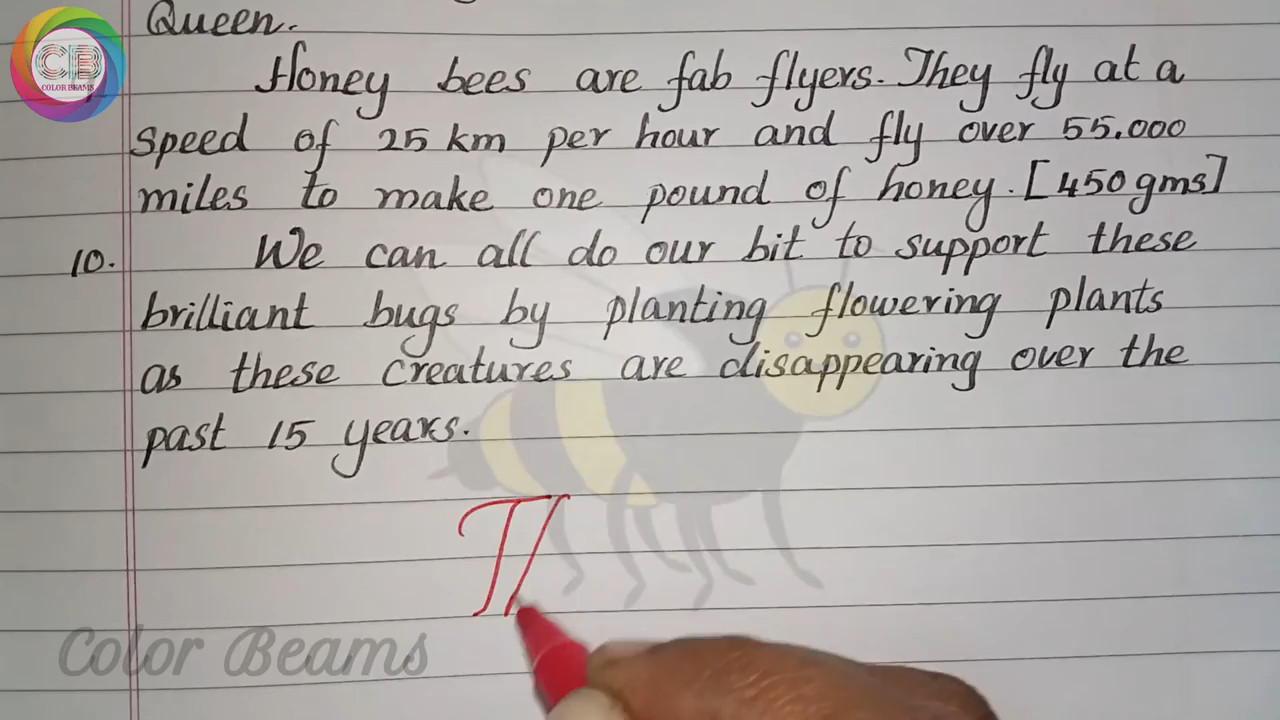 Queen.
Honey bees are fab flyers. They fly at a
speed of 25 km per hour and fly over 55.000
miles to make one pound of honey. [450 gms]
10. We can all do our bit to support these
brilliant bugs by planting flowering plants
as these creatures are disappearing over the
past 15 years.
CB
COLOR BEAMS
Color Beams